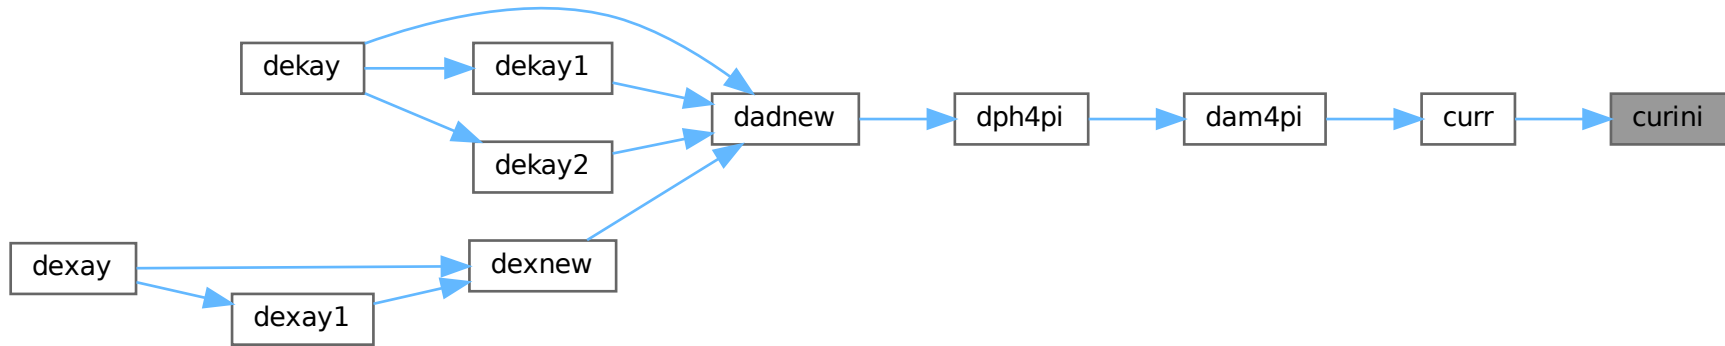 dekay
dekay1
dadnew
dph4pi
dam4pi
curr
curini
dekay2
dexay
dexnew
dexay1